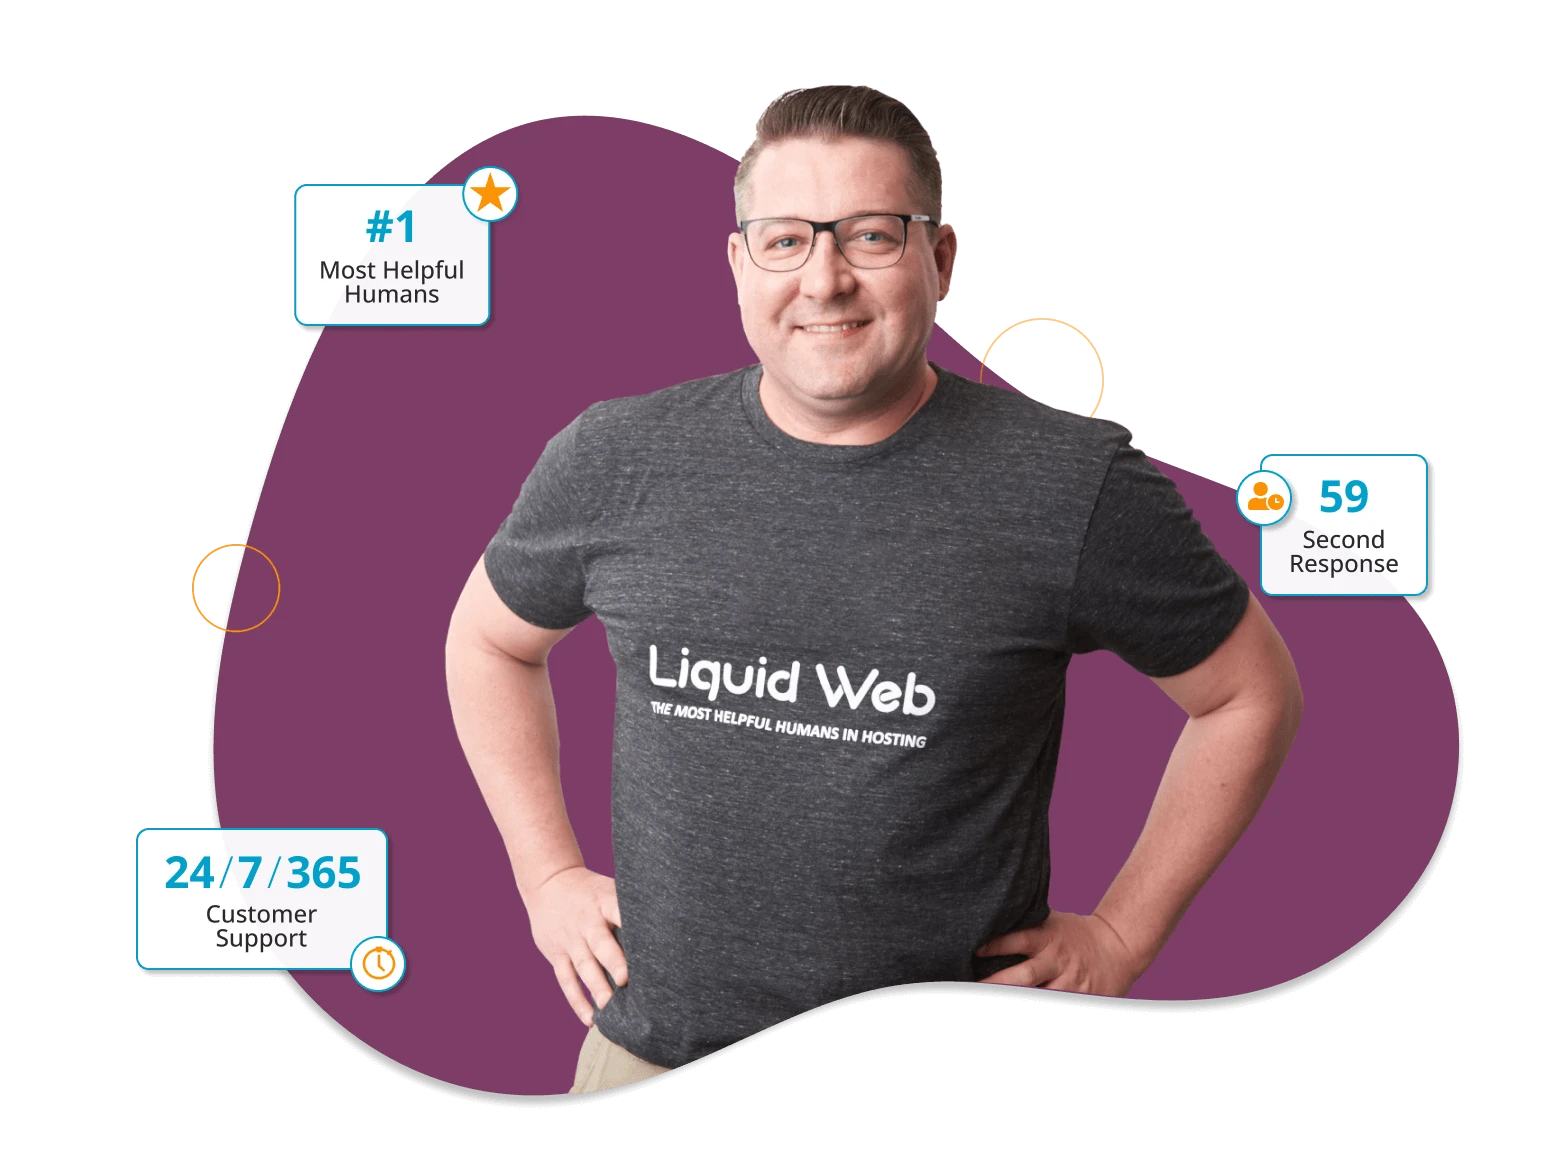 #1
Most Helpful
Humans
59
Second
Response
Liquid Web
THE MOST HELPFUL HUMANS IN HOSTING
24/7/365
Customer
Support